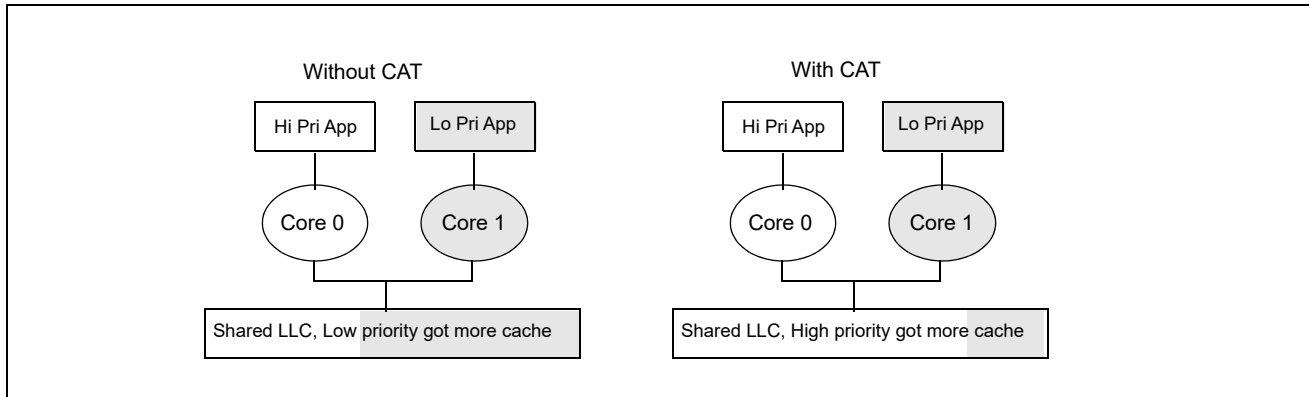 Without CAT
Hi Pri App
Lo Pri App
Core 0
Core 1
Shared LLC, Low priority got more cache
With CAT
Hi Pri App
Lo Pri App
Core 0
Core 1
Shared LLC, High priority got more cache